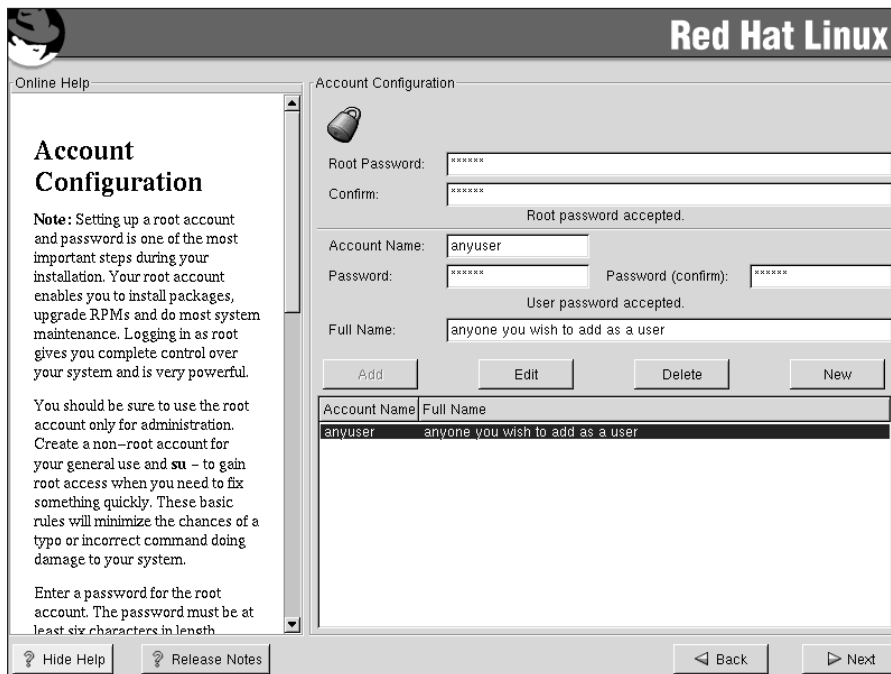 Red Hat Linux
Online Help
Account
Configuration
Note: Setting up a root account
and password is one of the most
important steps during your
installation. Your root account
enables you to install packages,
upgrade RPMs and do most system
maintenance. Logging in as root
gives you complete control over
your system and is very powerful.
You should be sure to use the root
account only for administration.
Create a non–root account for
your general use and su – to gain
root access when you need to fix
something quickly. These basic
rules will minimize the chances of a
typo or incorrect command doing
damage to your system.
Enter a password for the root
account. The password must be at
least six characters in length
Account Configuration
Root Password: ******
Confirm: ******
Root password accepted.
Account Name: anyuser
Password: ****** Password (confirm): ******
User password accepted.
Full Name: anyone you wish to add as a user
Add Edit Delete New
Account Name Full Name
anyuser anyone you wish to add as a user
? Hide Help ? Release Notes Back Next